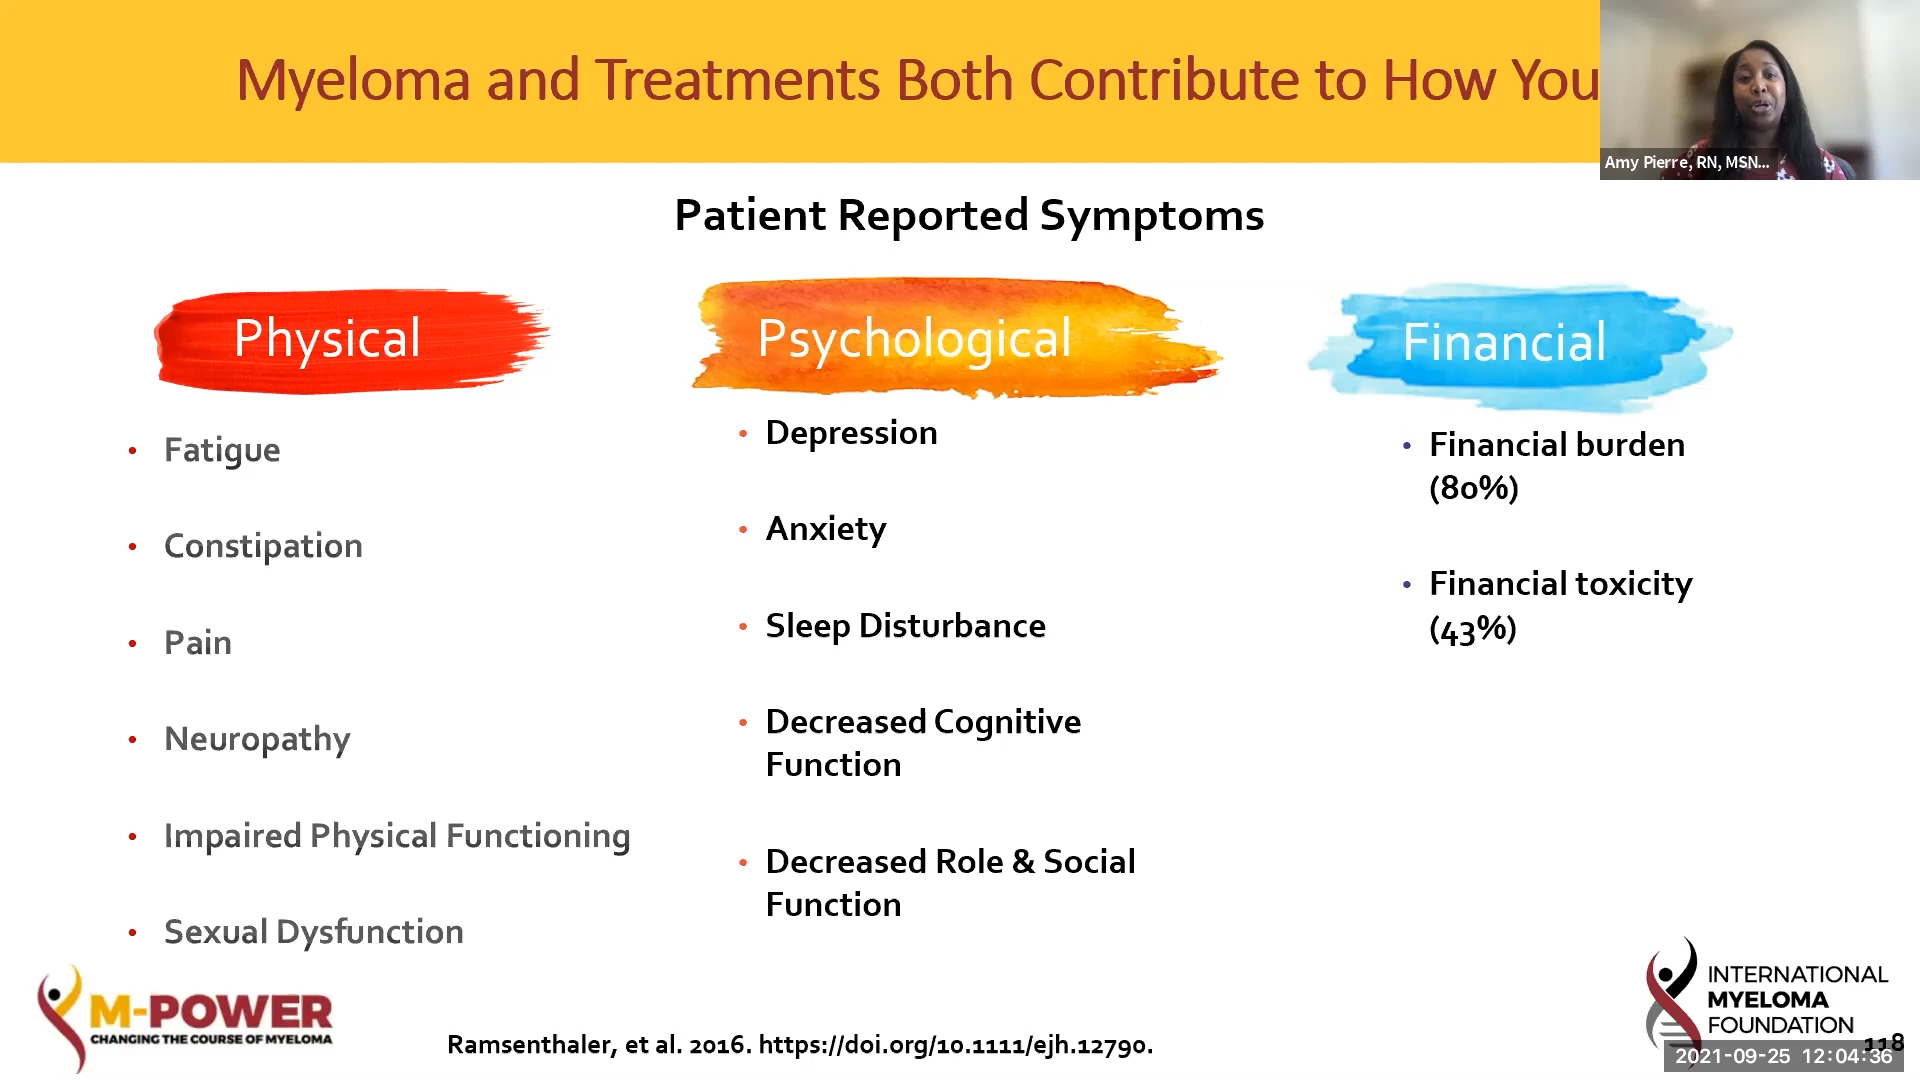 Myeloma and Treatments Both Contribute to How You
Amy Pierre, RN, MSN...
Patient Reported Symptoms
Physical
• Fatigue
• Constipation
• Pain
• Neuropathy
• Impaired Physical Functioning
• Sexual Dysfunction
Psychological
• Depression
• Anxiety
• Sleep Disturbance
• Decreased Cognitive
Function
• Decreased Role & Social
Function
Financial
• Financial burden
(80%)
• Financial toxicity
(43%)
M-POWER
CHANGING THE COURSE OF MYELOMA
Ramsenthaler, et al. 2016. https://doi.org/10.1111/ejh.12790.
INTERNATIONAL
MYELOMA
FOUNDATION
118
2021-09-25 12:04:36